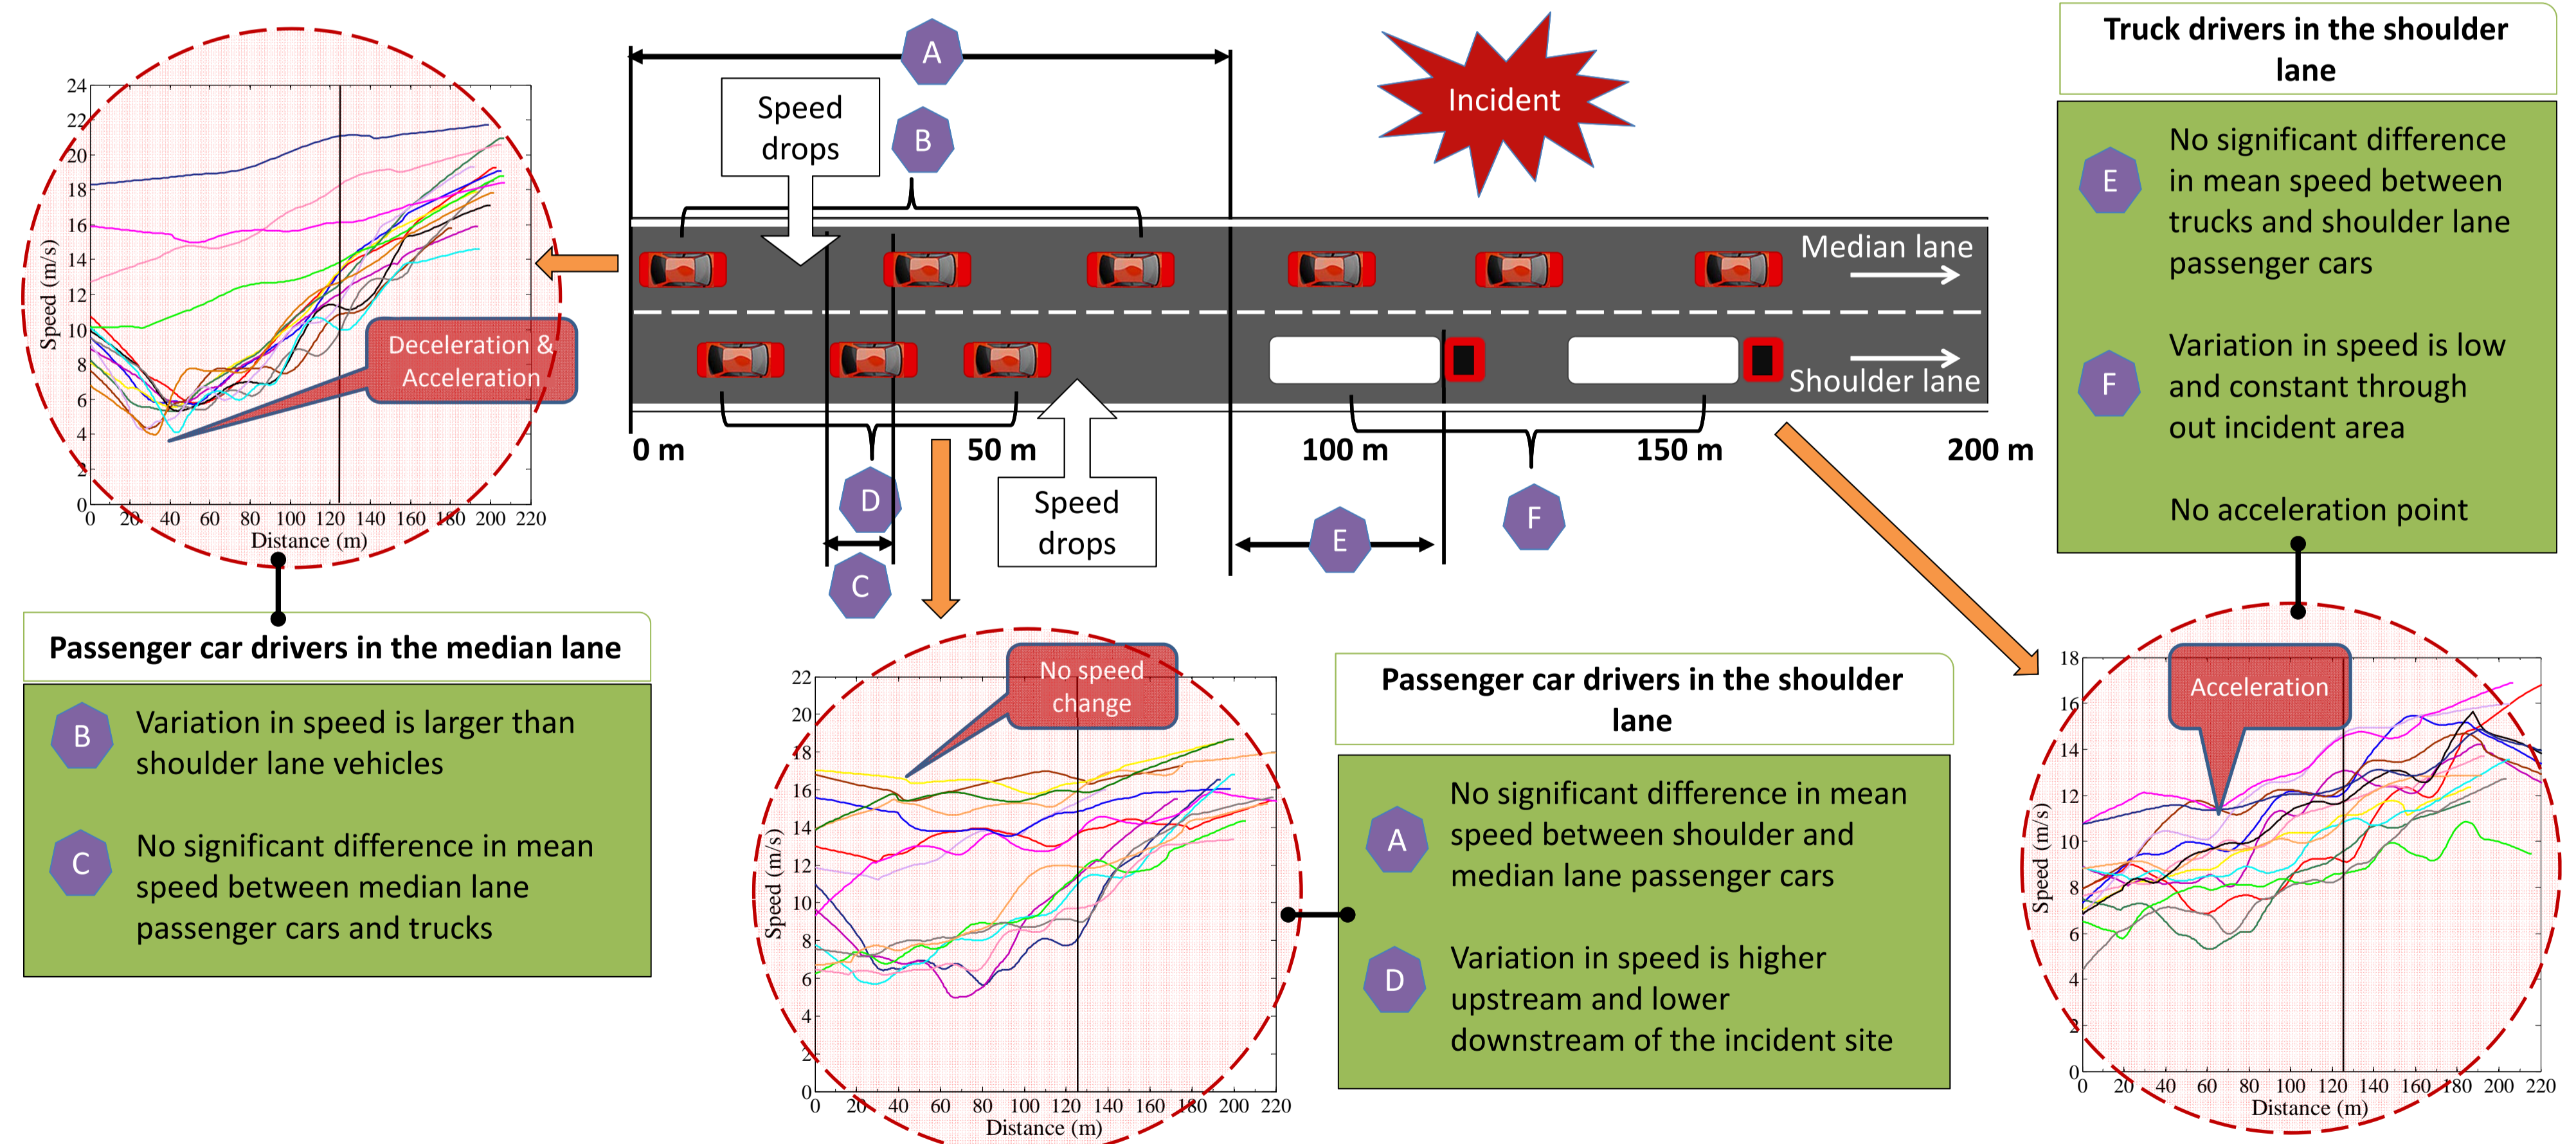 24
22
20
18
16
14
12
10
8
6
4
2
0
Speed (m/s)
0 20 40 60 80 100 120 140 160 180 200 220
Distance (m)
Deceleration &
Acceleration
Passenger car drivers in the median lane
B
Variation in speed is larger than
shoulder lane vehicles
C
No significant difference in mean
speed between median lane
passenger cars and trucks
A
Speed
drops
B
Incident
Median lane
Shoulder lane
0 m 50 m 100 m 150 m 200 m
D
C
Speed
drops
E
F
No speed
change
22
20
18
16
14
12
10
8
6
4
2
0
Speed (m/s)
0 20 40 60 80 100 120 140 160 180 200 220
Distance (m)
Passenger car drivers in the shoulder
lane
A
No significant difference in mean
speed between shoulder and
median lane passenger cars
D
Variation in speed is higher
upstream and lower
downstream of the incident site
Truck drivers in the shoulder
lane
E
No significant difference
in mean speed between
trucks and shoulder lane
passenger cars
F
Variation in speed is low
and constant through
out incident area
No acceleration point
Acceleration
18
16
14
12
10
8
6
4
2
0
Speed (m/s)
0 20 40 60 80 100 120 140 160 180 200 220
Distance (m)